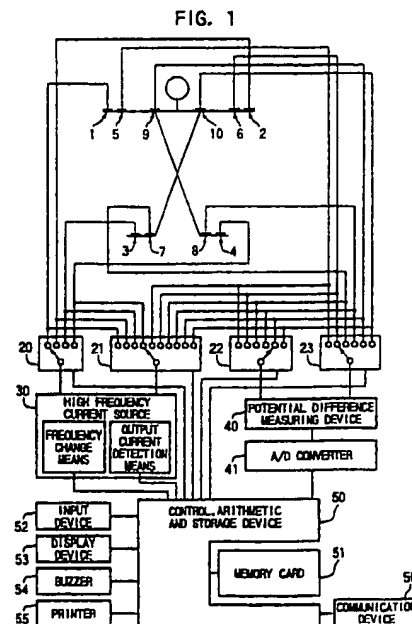 FIG. 1
1 5 9 10 6 2
3 7 8 4
20 21 22 23
30 HIGH FREQUENCY
CURRENT SOURCE
FREQUENCY
CHANGE
MEANS
OUTPUT
CURRENT
DETECTION
MEANS
40 POTENTIAL DIFFERENCE
MEASURING DEVICE
41 A/D CONVERTER
CONTROL, ARITHMETIC
AND STORAGE DEVICE
50
52 INPUT
DEVICE
53 DISPLAY
DEVICE
54 BUZZER
55 PRINTER
MEMORY CARD
51
COMMUNICATION
DEVICE